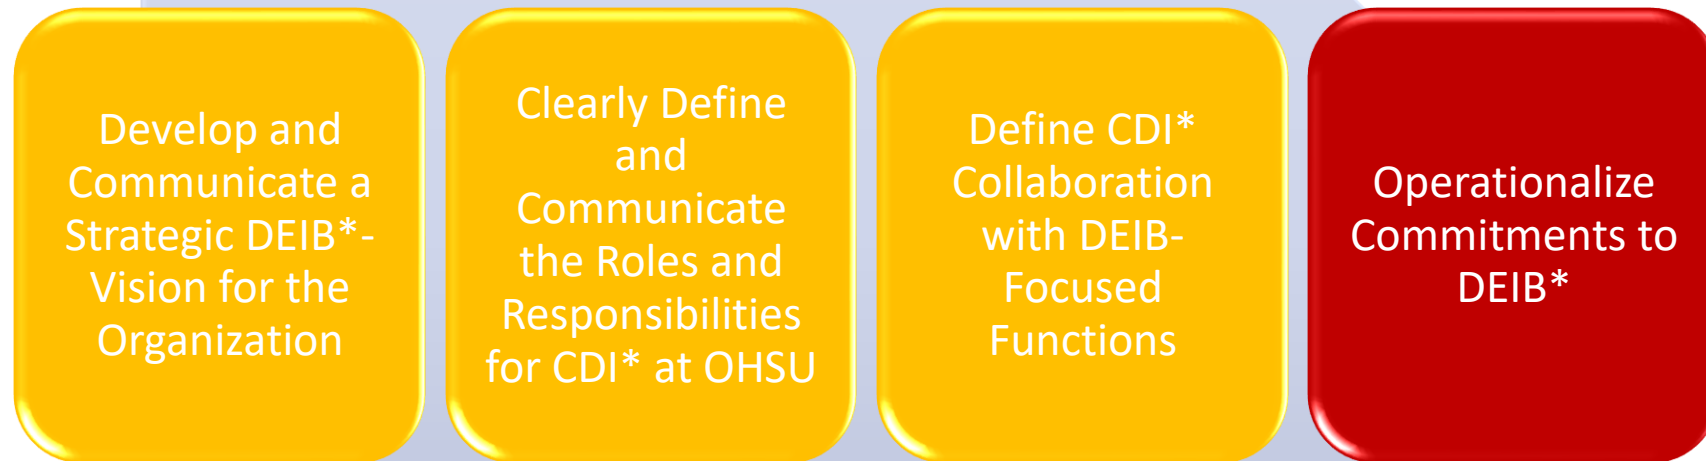 Develop and
Communicate a
Strategic DEIB*-
Vision for the
Organization
Clearly Define
and
Communicate
the Roles and
Responsibilities
for CDI* at OHSU
Define CDI*
Collaboration
with DEIB-
Focused
Functions
Operationalize
Commitments to
DEIB*